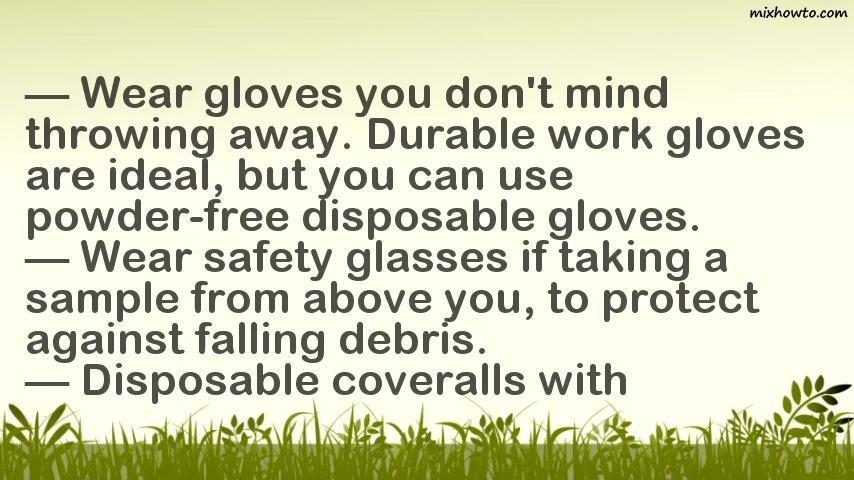 mixhowto.com
— Wear gloves you don't mind
throwing away. Durable work gloves
are ideal, but you can use
powder-free disposable gloves.
— Wear safety glasses if taking a
sample from above you, to protect
against falling debris.
— Disposable coveralls with